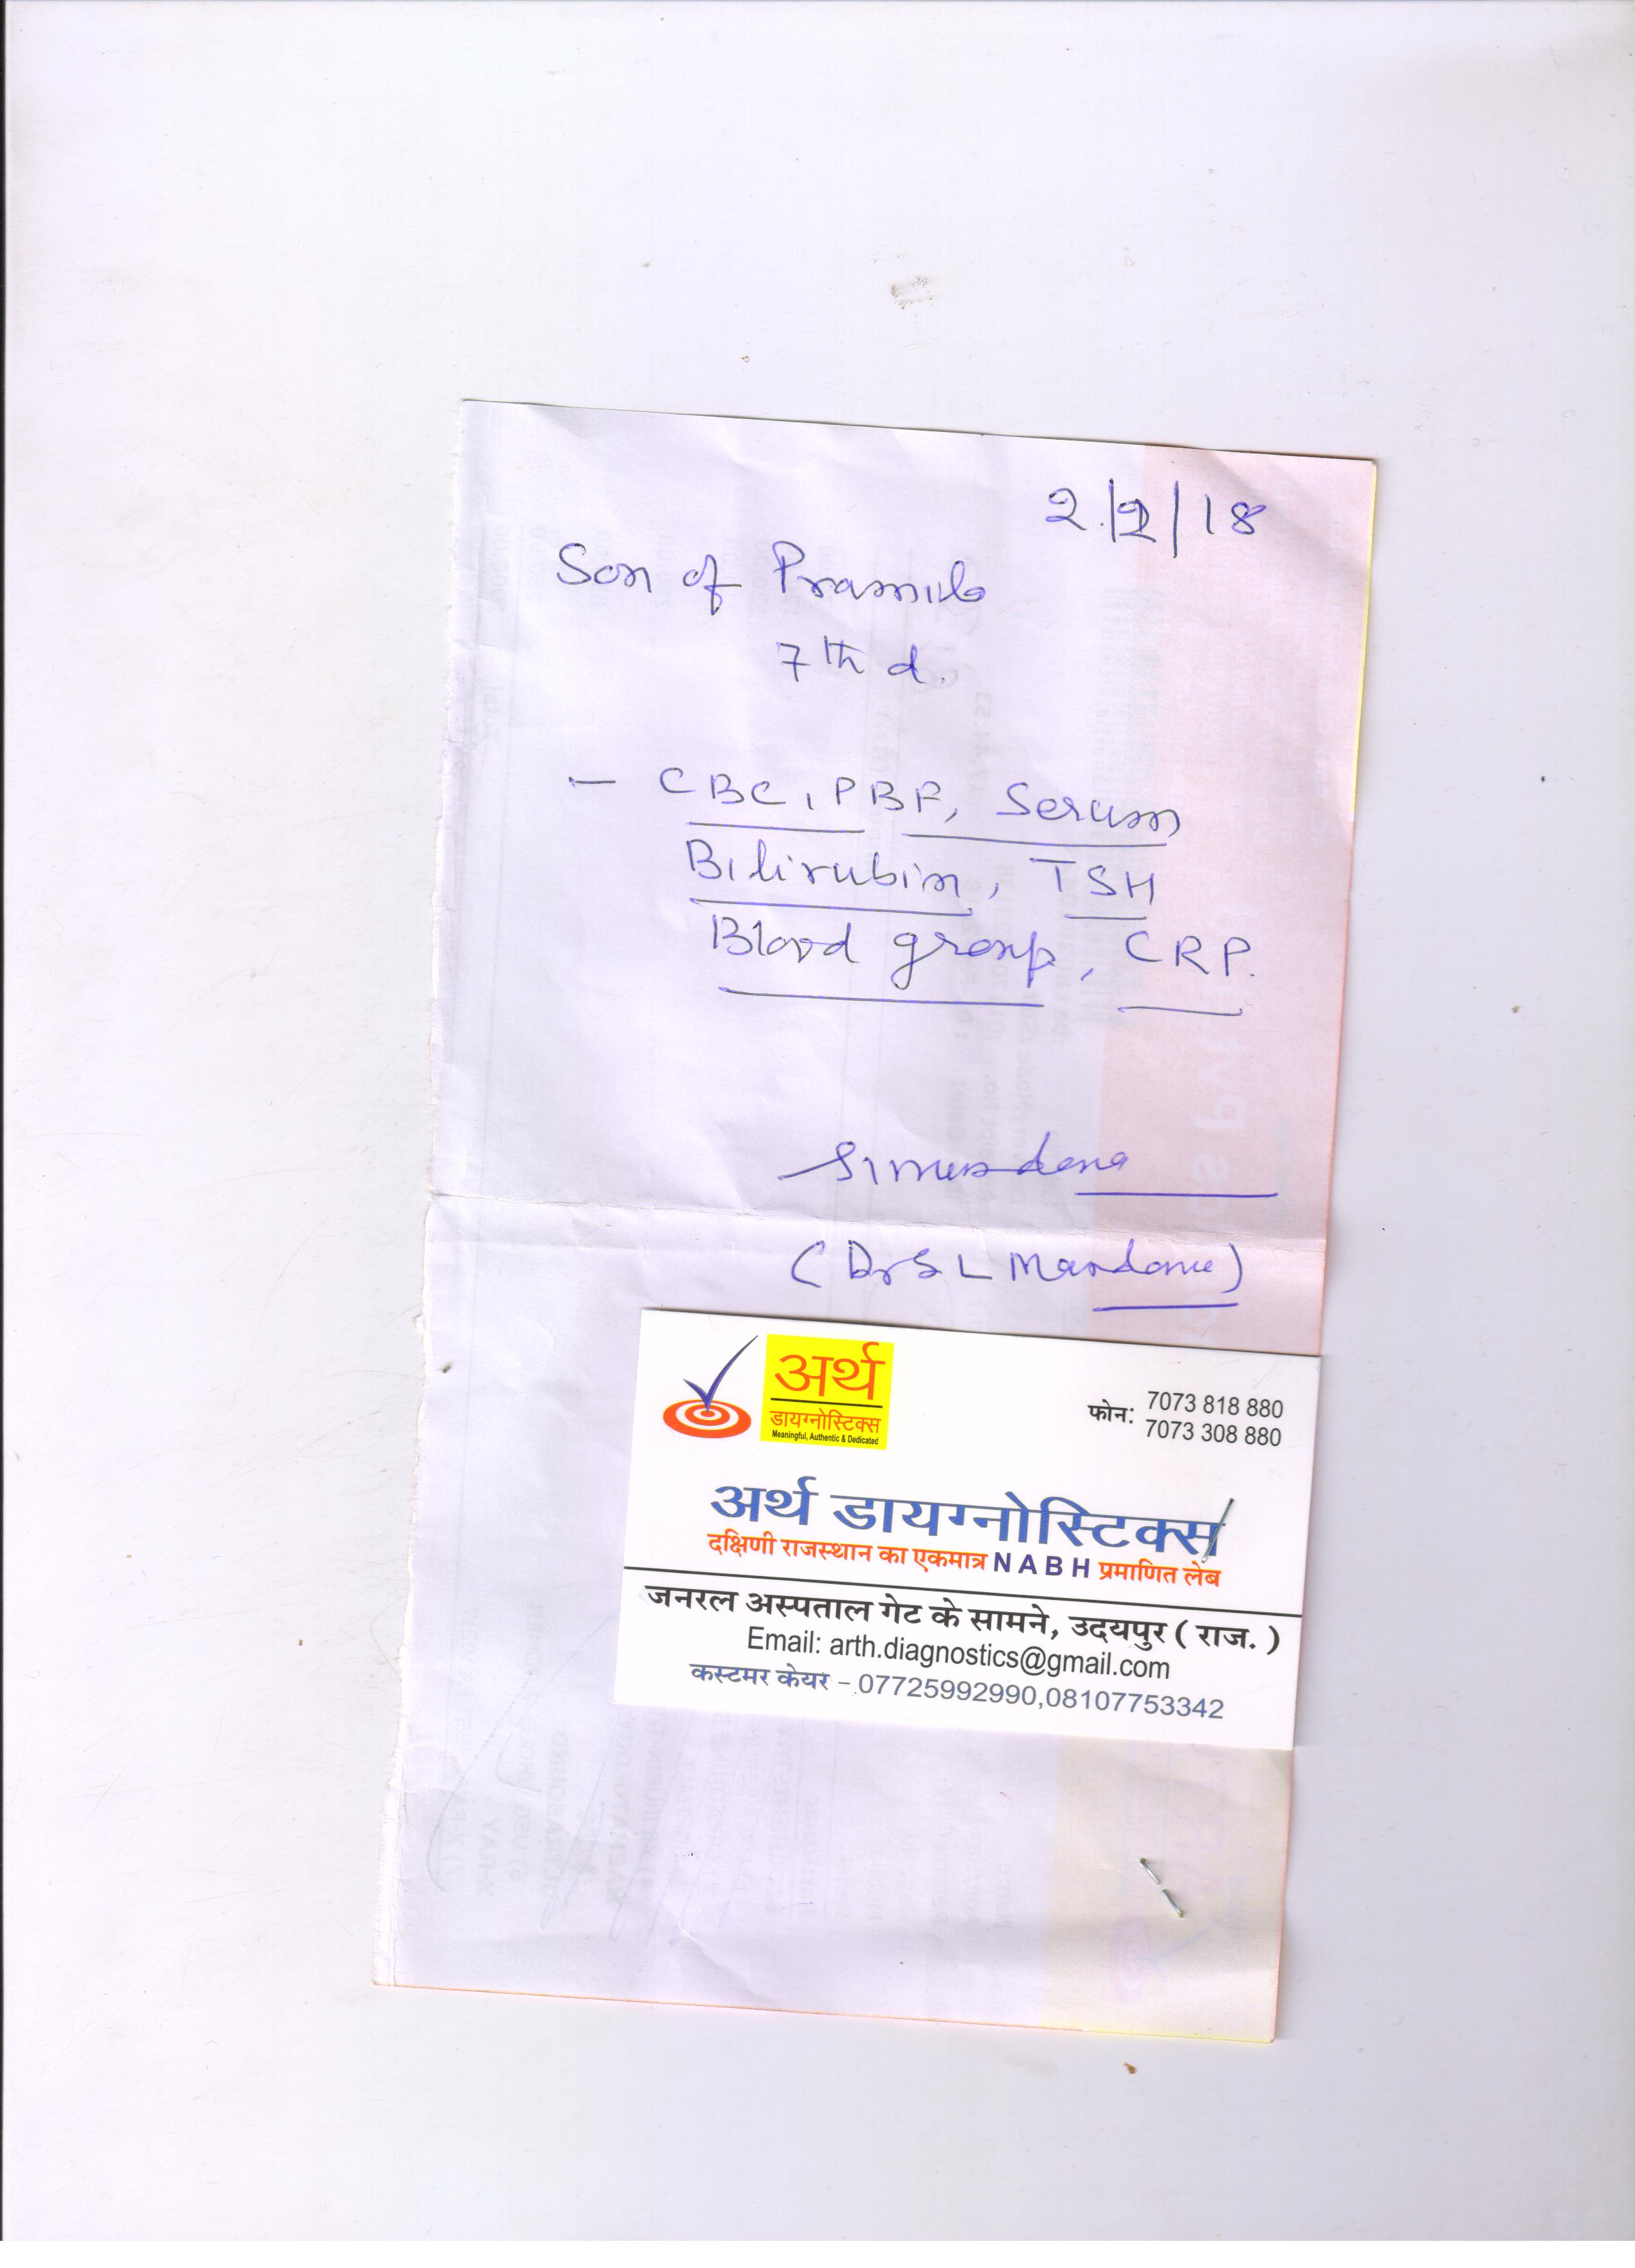 2/2/18
Son of Pramila
7th d.
- CBC, PBF, Serum
Bilirubin, TSH
Blood group, CRP.
(Dr S L Mandane)
अर्थ
डायग्नोस्टिक्स
Meaningful, Authentic & Dedicated
फोन: 7073 818 880
7073 308 880
अर्थ डायग्नोस्टिक्स
दक्षिणी राजस्थान का एकमात्र NABH प्रमाणित लेब
जनरल अस्पताल गेट के सामने, उदयपुर ( राज. )
Email: arth.diagnostics@gmail.com
कस्टमर केयर - 07725992990,08107753342